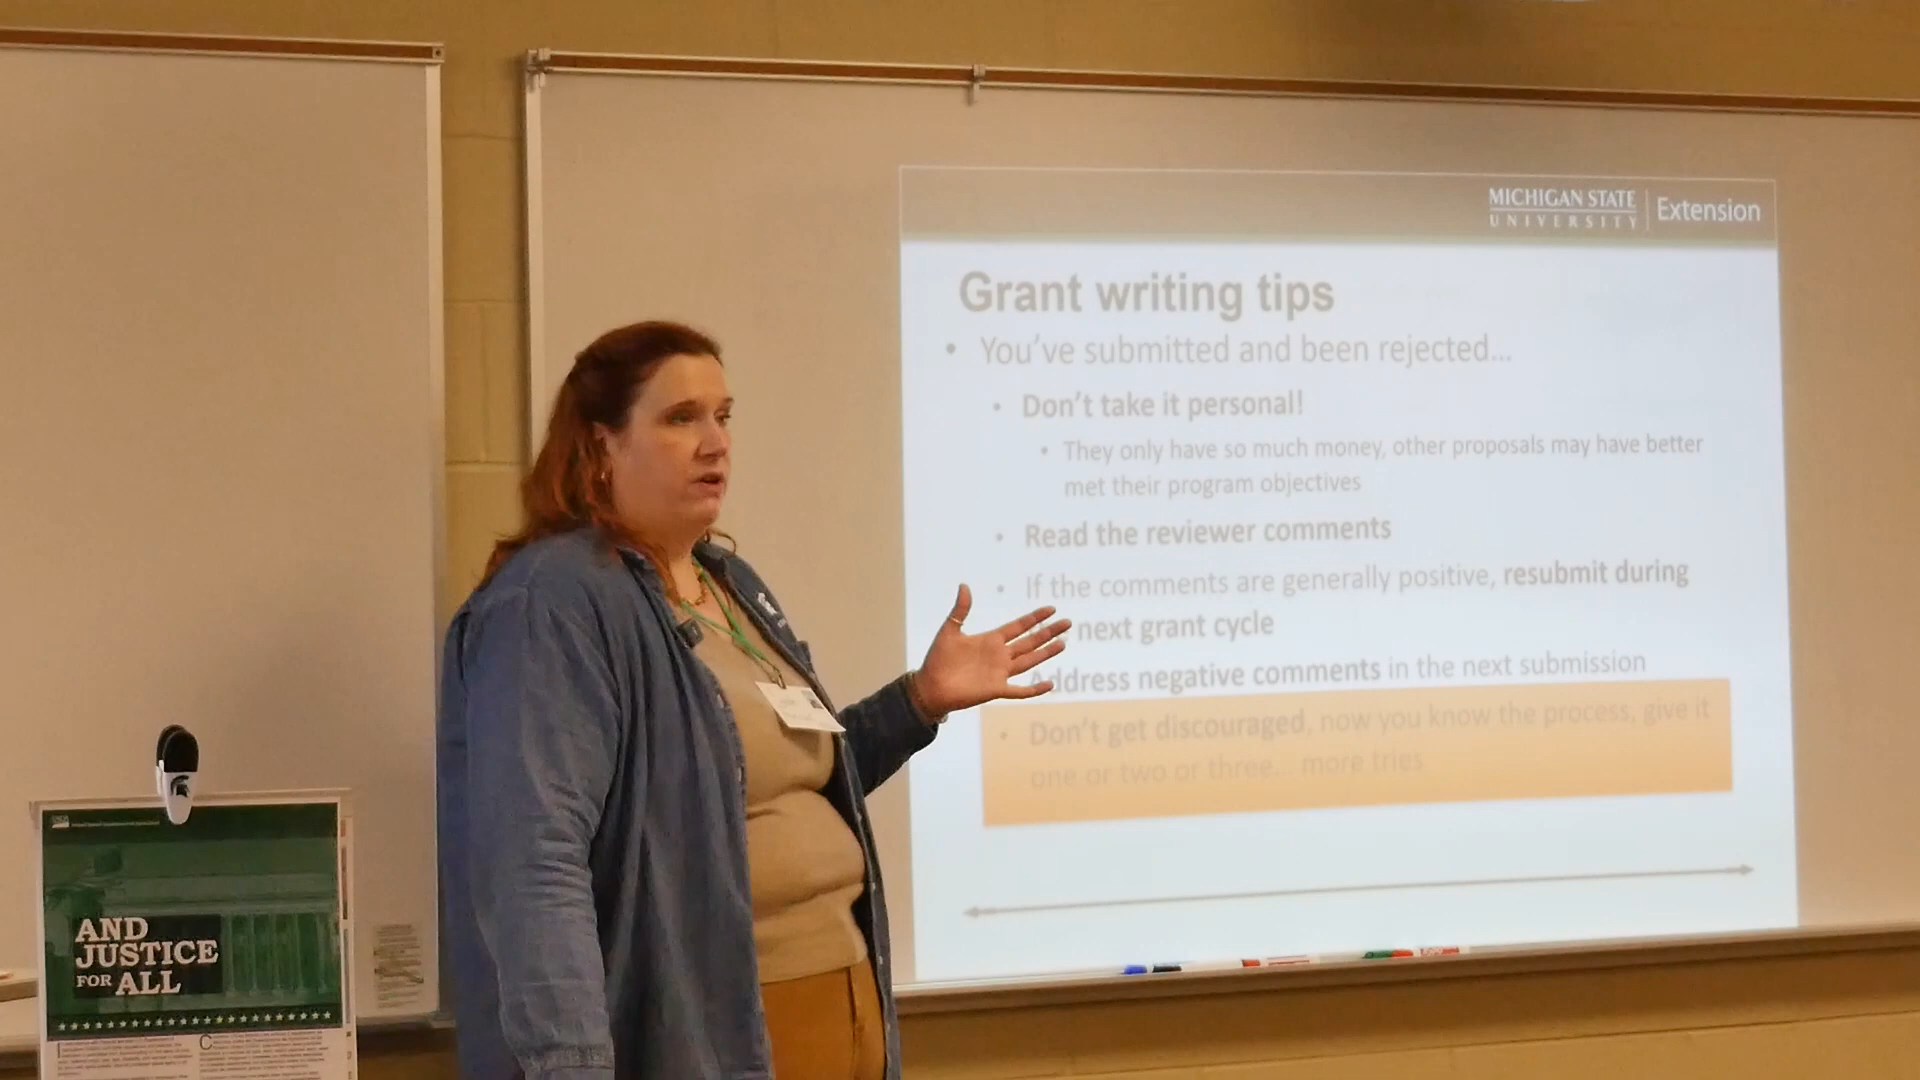 MICHIGAN STATE
UNIVERSITY
Extension
Grant writing tips
• You've submitted and been rejected...
• Don't take it personal!
• They only have so much money, other proposals may have better
met their program objectives
• Read the reviewer comments
• If the comments are generally positive, resubmit during
next grant cycle
Address negative comments in the next submission
• Don't get discouraged, now you know the process, give it
one or two or three... more tries
AND
JUSTICE
FOR ALL